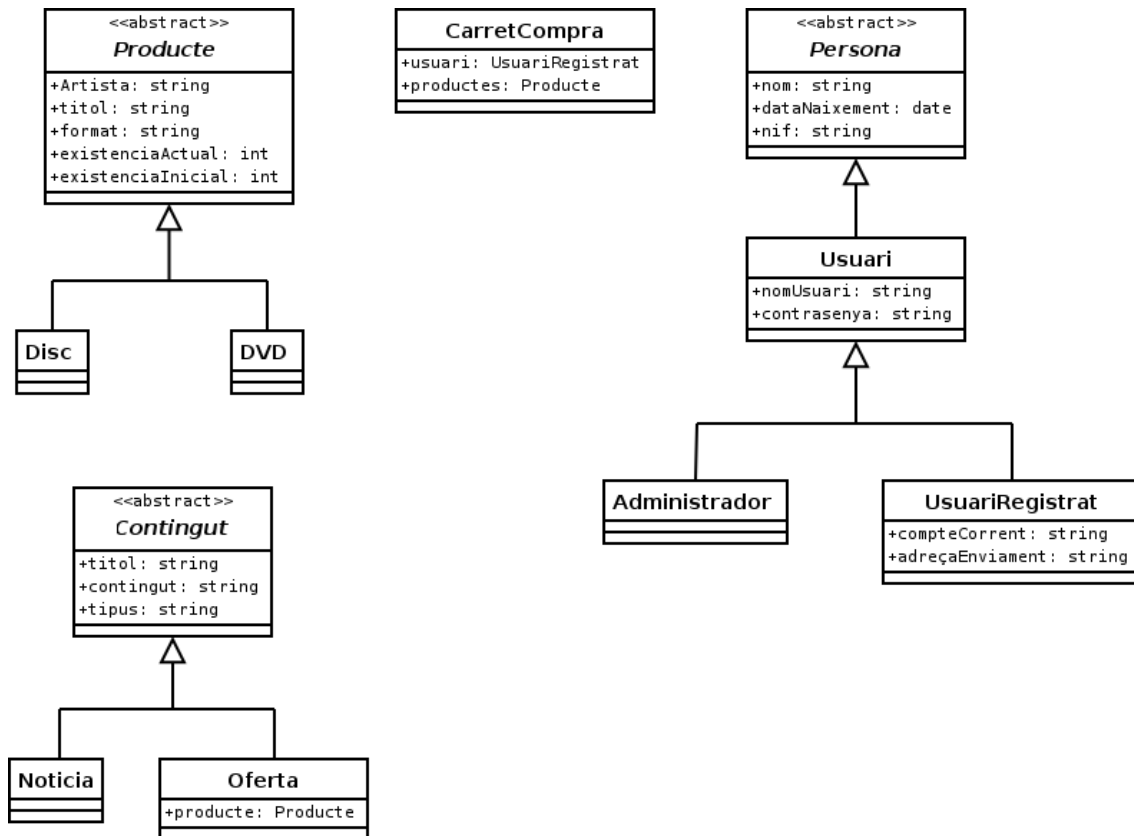 <<abstract>>
Producte
+Artista: string
+titol: string
+format: string
+existenciaActual: int
+existenciaInicial: int
Disc
DVD
CarretCompra
+usuari: UsuariRegistrat
+productes: Producte
<<abstract>>
Persona
+nom: string
+dataNaixement: date
+nif: string
Usuari
+nomUsuari: string
+contrasenya: string
Administrador
UsuariRegistrat
+compteCorrent: string
+adreçaEnviament: string
<<abstract>>
Contingut
+titol: string
+contingut: string
+tipus: string
Noticia
Oferta
+producte: Producte